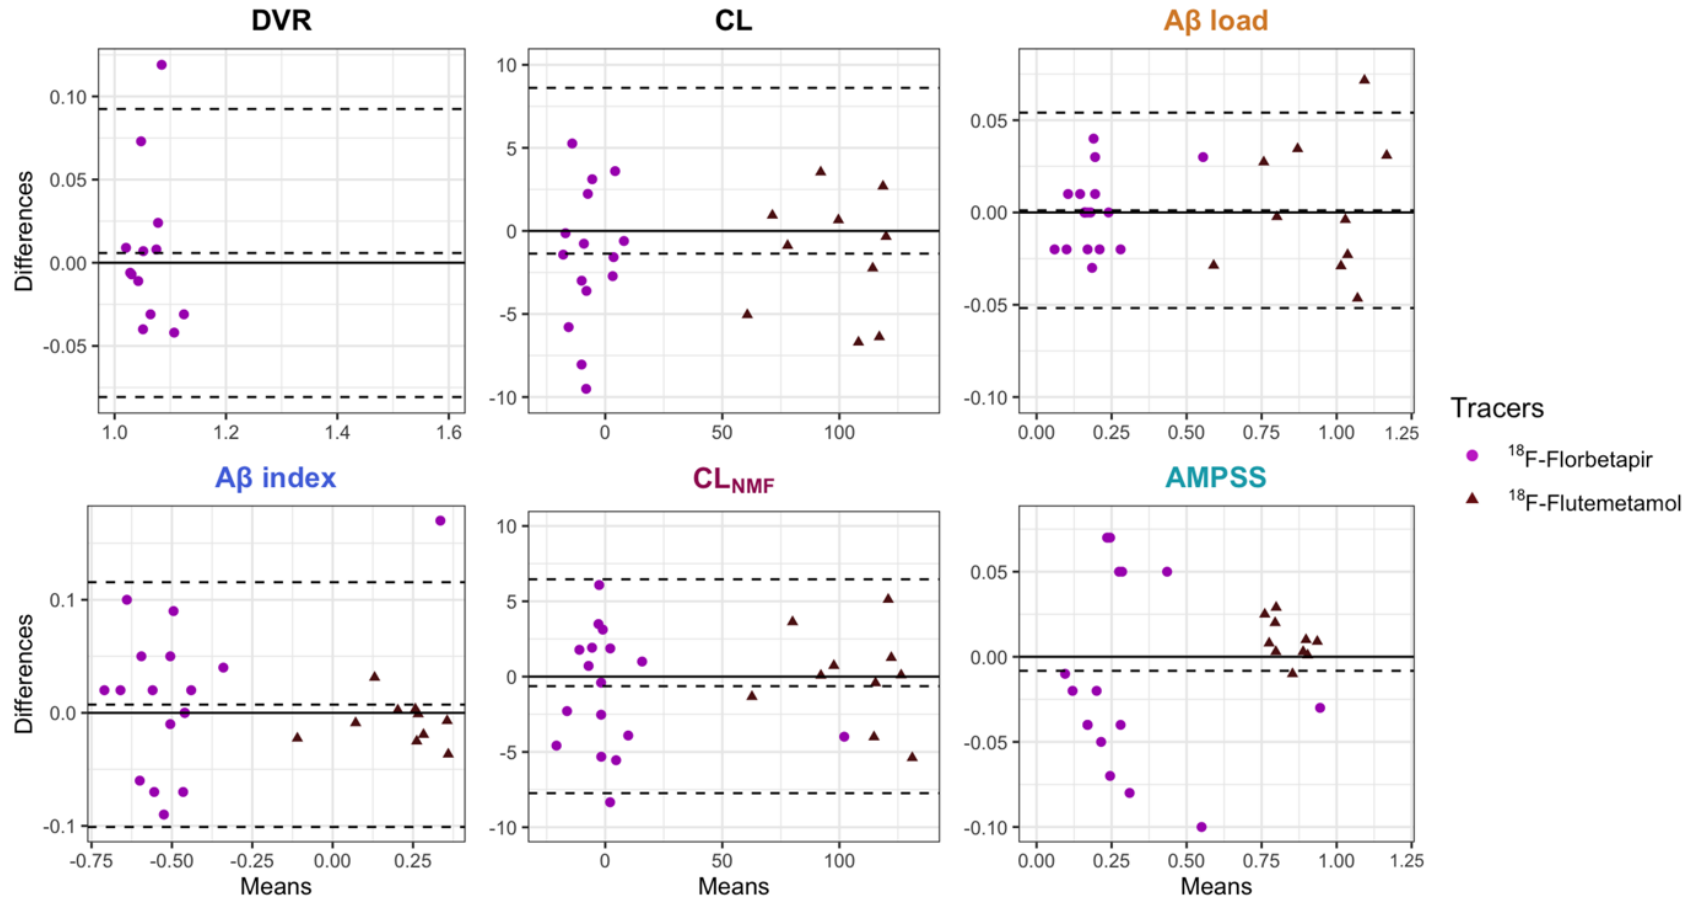 DVR
CL
Aβ load
0.10
0.05
0.00
-0.05
Differences
1.0 1.2 1.4 1.6
10
5
0
-5
-10
0 50 100
0.05
0.00
-0.05
-0.10
0.00 0.25 0.50 0.75 1.00 1.25
Aβ index
CL_NMF
AMPSS
0.1
0.0
-0.1
Differences
-0.75 -0.50 -0.25 0.00 0.25
Means
10
5
0
-5
-10
0 50 100
Means
0.05
0.00
-0.05
-0.10
0.00 0.25 0.50 0.75 1.00 1.25
Means
Tracers
¹⁸F-Florbetapir
¹⁸F-Flutemetamol